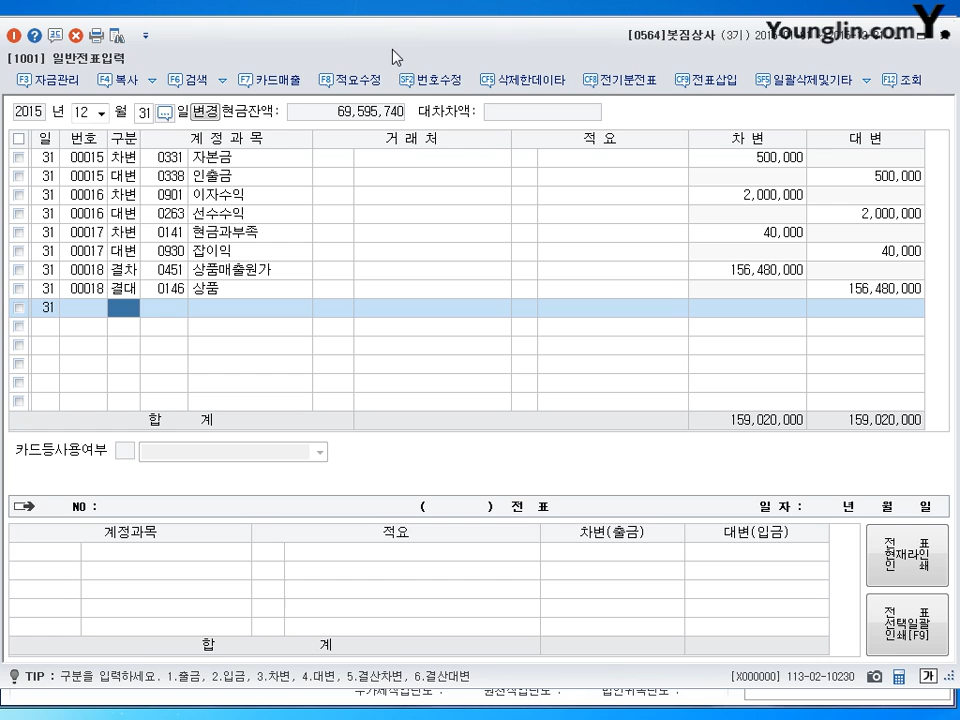 Younglin.com Y.
[0564]봇짐상사 (3기)
[1001] 일반전표입력
F3 자금관리 F4 복사 F6 검색 F7 카드매출 F8 적요수정 SF2 번호수정 CF5 삭제한데이타 CF8 전기분전표 CF9 전표삽입 SF5 일괄삭제및기타 F12 조회
2015 년 12 월 31 일 변경 현금잔액: 69,595,740 대차차액:
일 번호 구분 계 정 과 목 거 래 처 적 요 차 변 대 변
31 00015 차변 0331 자본금 500,000
31 00015 대변 0338 인출금 500,000
31 00016 차변 0901 이자수익 2,000,000
31 00016 대변 0263 선수수익 2,000,000
31 00017 차변 0141 현금과부족 40,000
31 00017 대변 0930 잡이익 40,000
31 00018 결차 0451 상품매출원가 156,480,000
31 00018 결대 0146 상품 156,480,000
31
합 계 159,020,000 159,020,000
카드등사용여부
NO : ( ) 전 표 일 자 : 년 월 일
계정과목 적요 차변(출금) 대변(입금)
전 표
현재라인
인 쇄
전 표
선택일괄
인쇄[F9]
합 계
TIP : 구분을 입력하세요. 1.출금, 2.입금, 3.차변, 4.대변, 5.결산차변, 6.결산대변 [X000000] 113-02-10230 가